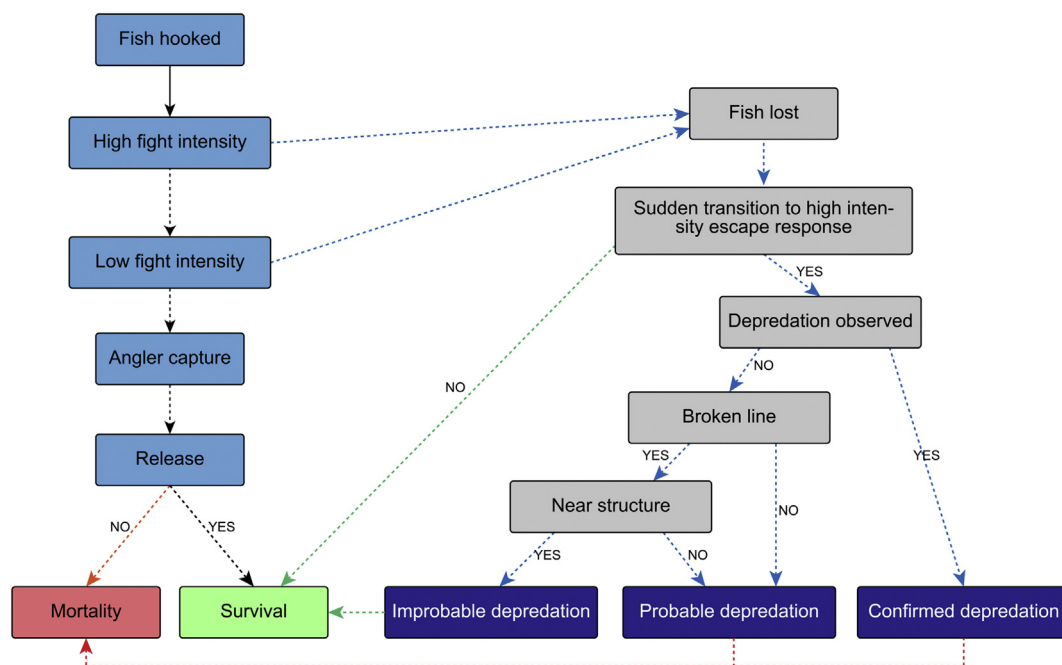 Fish hooked
Fish lost
High fight intensity
Sudden transition to high inten-
sity escape response
Low fight intensity
YES
Depredation observed
Angler capture
NO
NO
Broken line
Release
YES
YES
Near structure
NO
YES
NO
YES
NO
Mortality
Survival
Improbable depredation
Probable depredation
Confirmed depredation